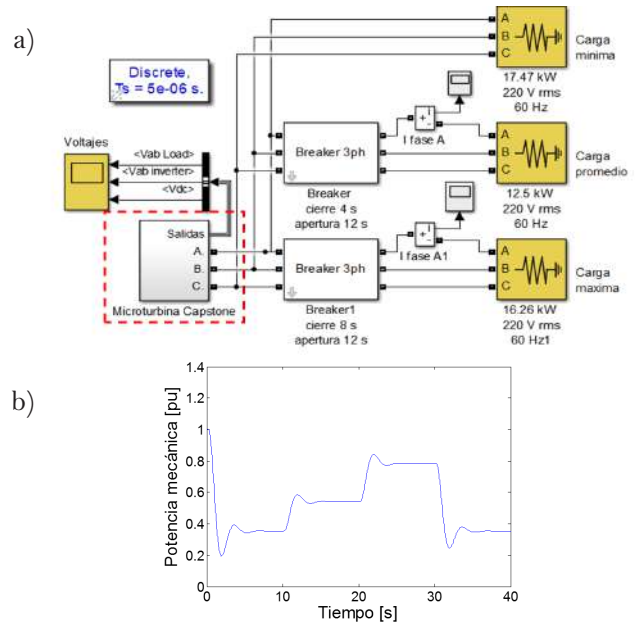 a)
Discrete,
Ts = 5e-06 s.
A
B
C
Carga
minima
17.47 kW
220 V rms
60 Hz
Voltajes
<Vab Load>
<Vab inverter>
<Vdc>
Breaker 3ph
Breaker
cierre 4 s
apertura 12 s
+ i
-
I fase A
A
B
C
Carga
promedio
12.5 kW
220 V rms
60 Hz
Salidas
A.
B.
C.
Microturbina Capstone
Breaker 3ph
Breaker1
cierre 8 s
apertura 12 s
+ i
-
I fase A1
A
B
C
Carga
maxima
16.26 kW
220 V rms
60 Hz1
b)
Potencia mecánica [pu]
1.4
1.2
1
0.8
0.6
0.4
0.2
0
0 10 20 30 40
Tiempo [s]